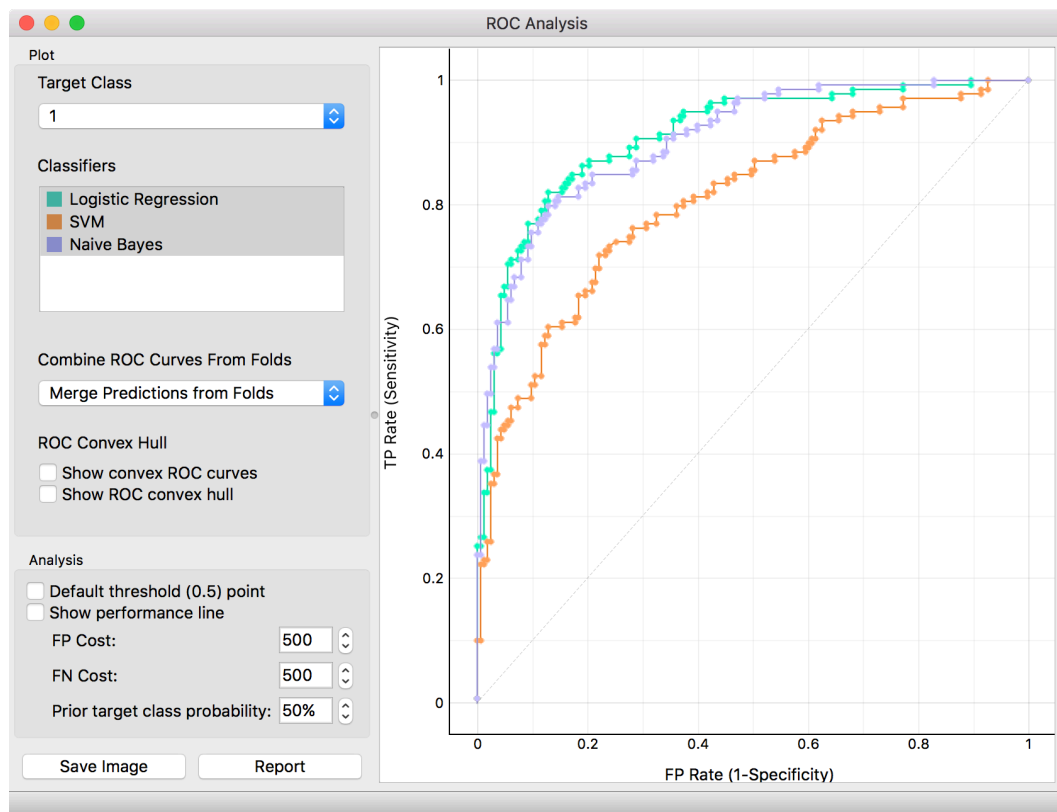 ROC Analysis
Plot
Target Class
1
Classifiers
Logistic Regression
SVM
Naive Bayes
Combine ROC Curves From Folds
Merge Predictions from Folds
ROC Convex Hull
Show convex ROC curves
Show ROC convex hull
Analysis
Default threshold (0.5) point
Show performance line
FP Cost: 500
FN Cost: 500
Prior target class probability: 50%
Save Image Report
TP Rate (Sensitivity)
1
0.8
0.6
0.4
0.2
0
0 0.2 0.4 0.6 0.8 1
FP Rate (1-Specificity)